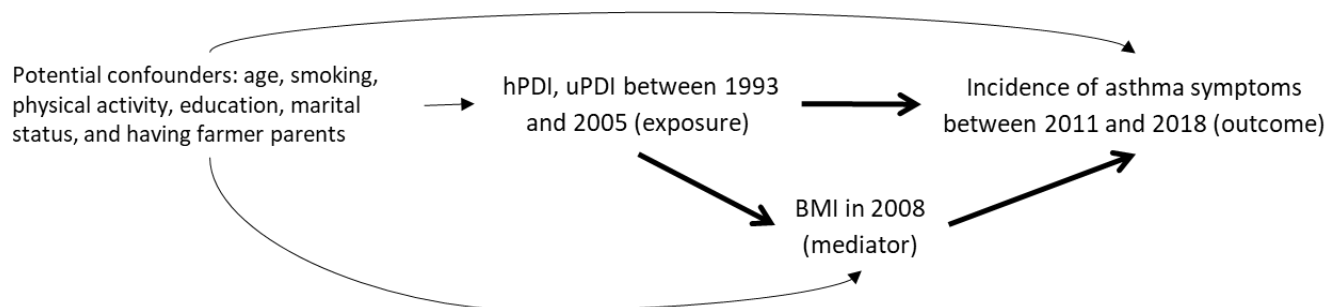 Potential confounders: age, smoking,
physical activity, education, marital
status, and having farmer parents
hPDI, uPDI between 1993
and 2005 (exposure)
Incidence of asthma symptoms
between 2011 and 2018 (outcome)
BMI in 2008
(mediator)